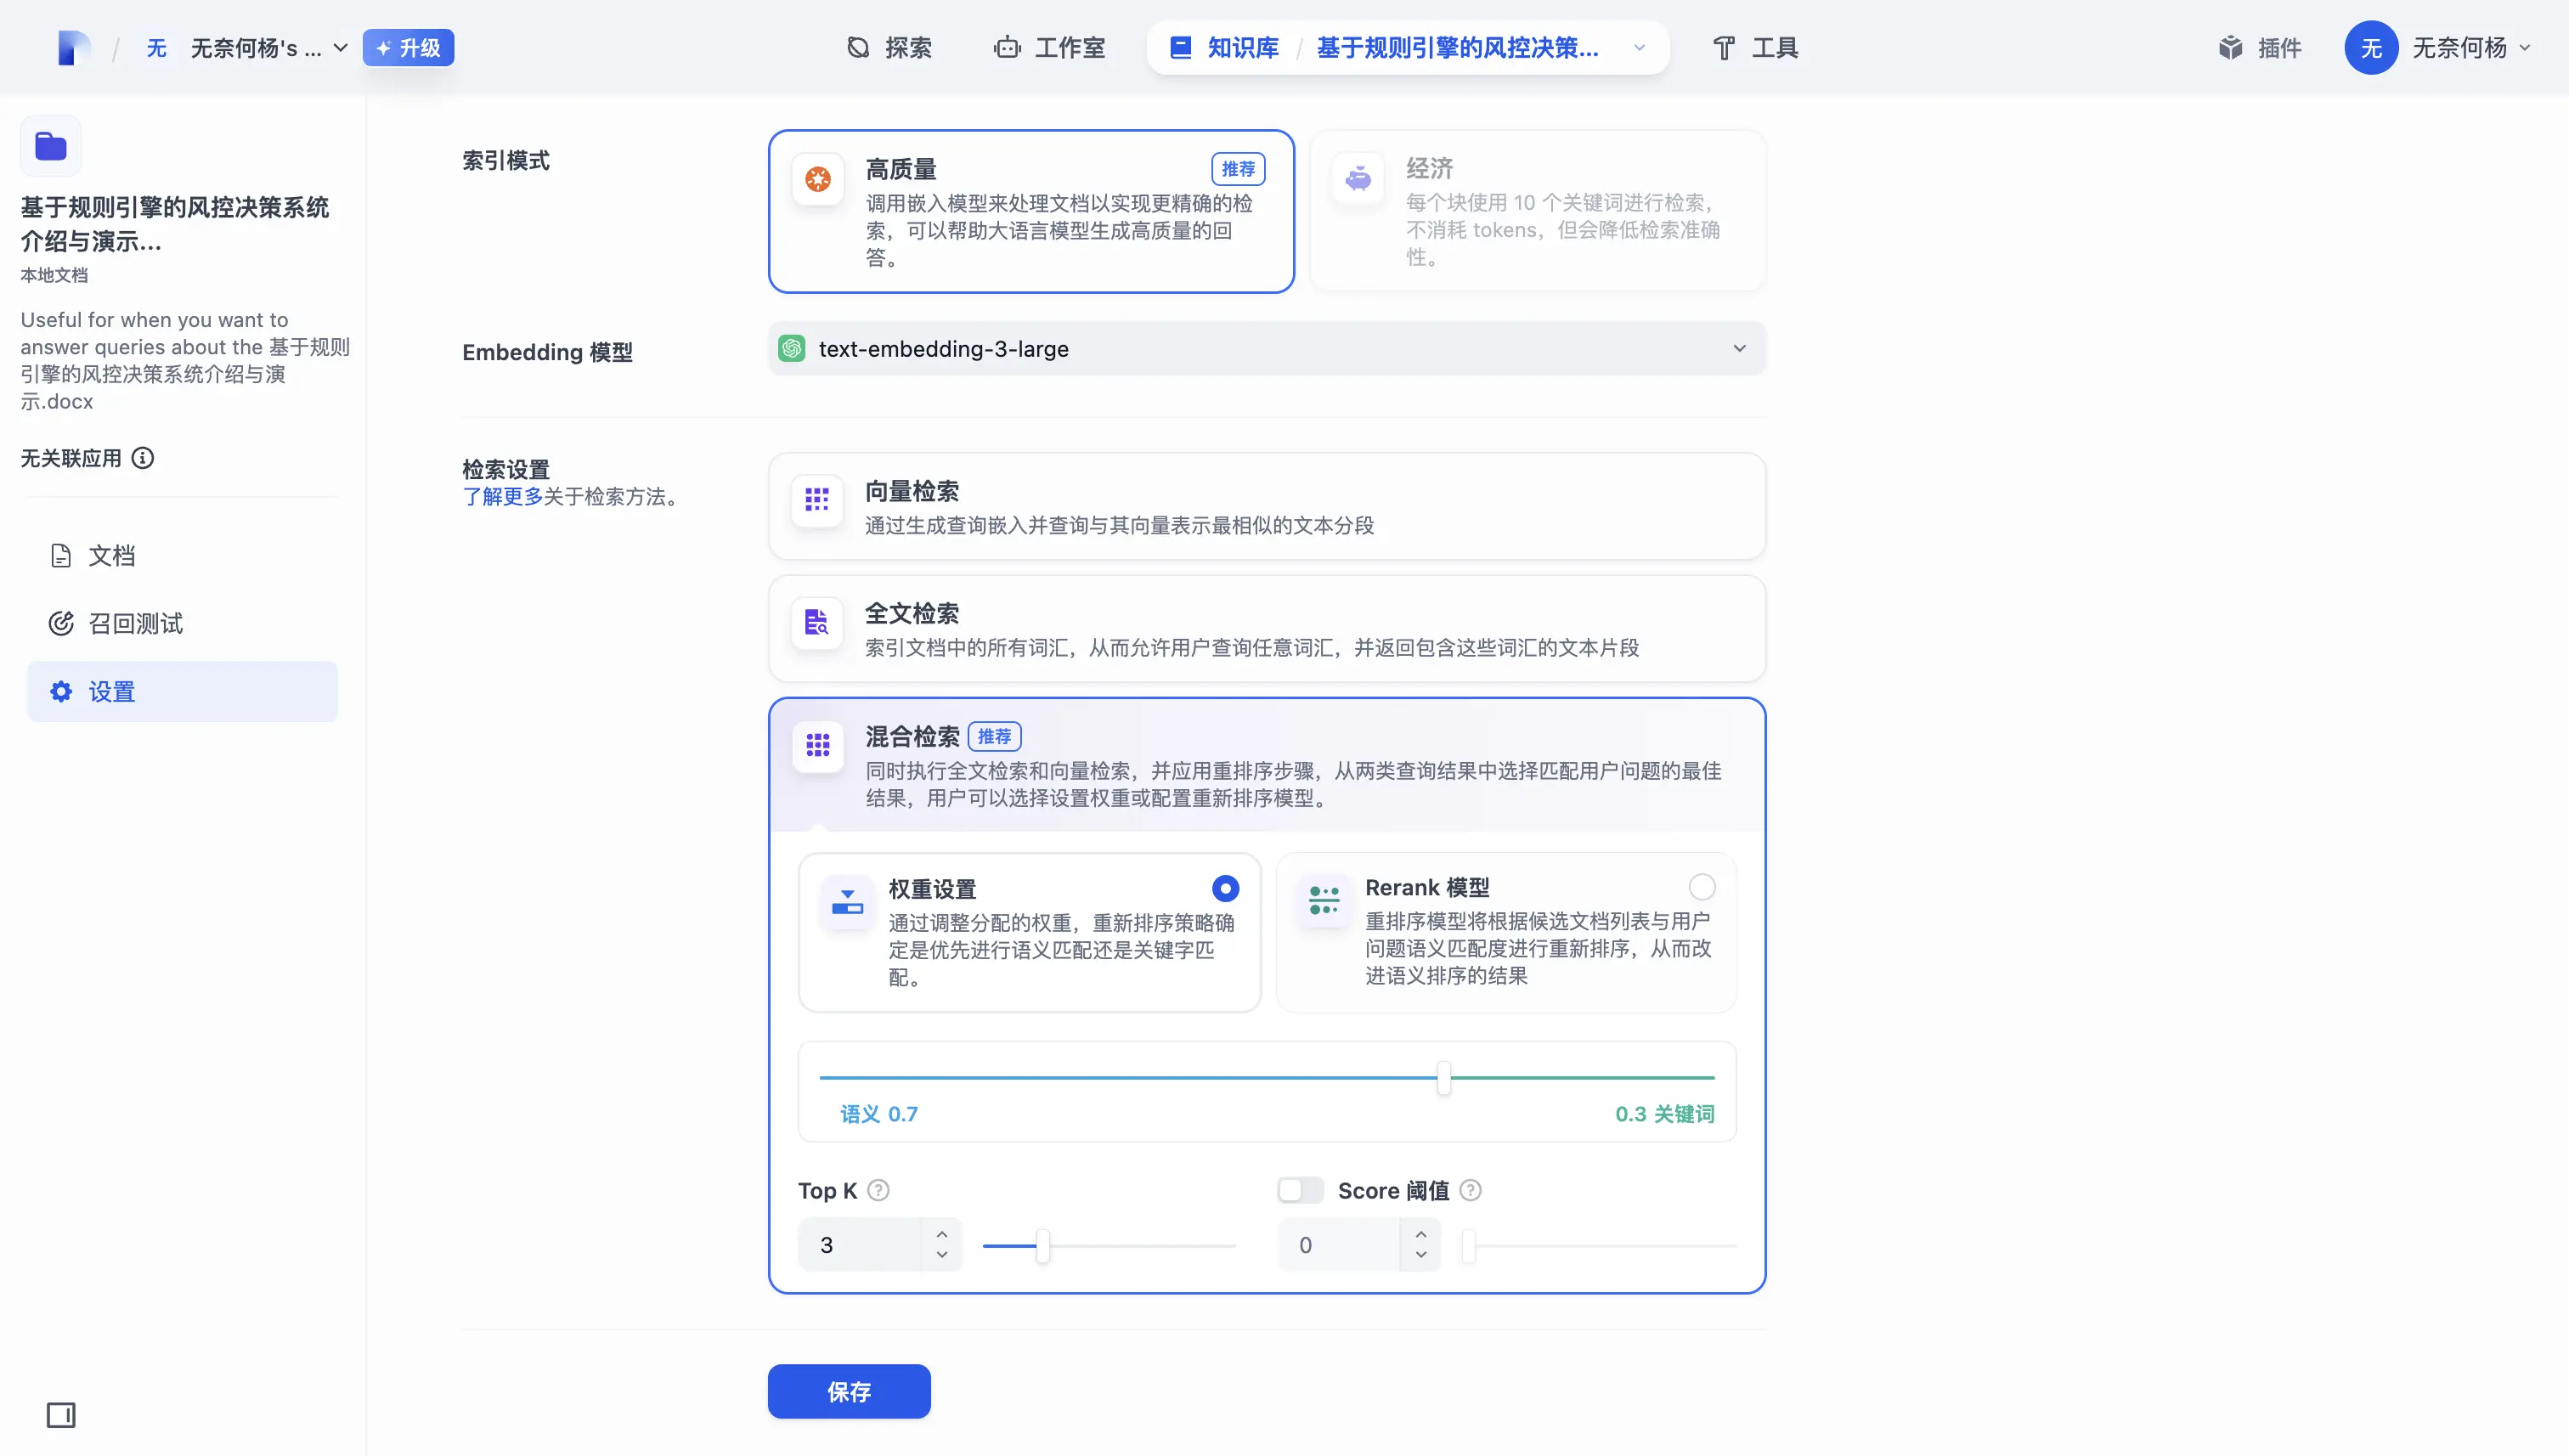 / 无 无奈何杨's ... 升级 探索 工作室 知识库 / 基于规则引擎的风控决策... 工具 插件 无 无奈何杨
基于规则引擎的风控决策系统
介绍与演示...
本地文档
Useful for when you want to
answer queries about the 基于规则
引擎的风控决策系统介绍与演
示.docx
无关联应用
文档
召回测试
设置
索引模式
高质量 推荐
调用嵌入模型来处理文档以实现更精确的检
索，可以帮助大语言模型生成高质量的回
答。
经济
每个块使用 10 个关键词进行检索，
不消耗 tokens，但会降低检索准确
性。
Embedding 模型
text-embedding-3-large
检索设置
了解更多关于检索方法。
向量检索
通过生成查询嵌入并查询与其向量表示最相似的文本分段
全文检索
索引文档中的所有词汇，从而允许用户查询任意词汇，并返回包含这些词汇的文本片段
混合检索 推荐
同时执行全文检索和向量检索，并应用重排序步骤，从两类查询结果中选择匹配用户问题的最佳
结果，用户可以选择设置权重或配置重新排序模型。
权重设置
通过调整分配的权重，重新排序策略确
定是优先进行语义匹配还是关键字匹
配。
Rerank 模型
重排序模型将根据候选文档列表与用户
问题语义匹配度进行重新排序，从而改
进语义排序的结果
语义 0.7
0.3 关键词
Top K
3
Score 阈值
0
保存